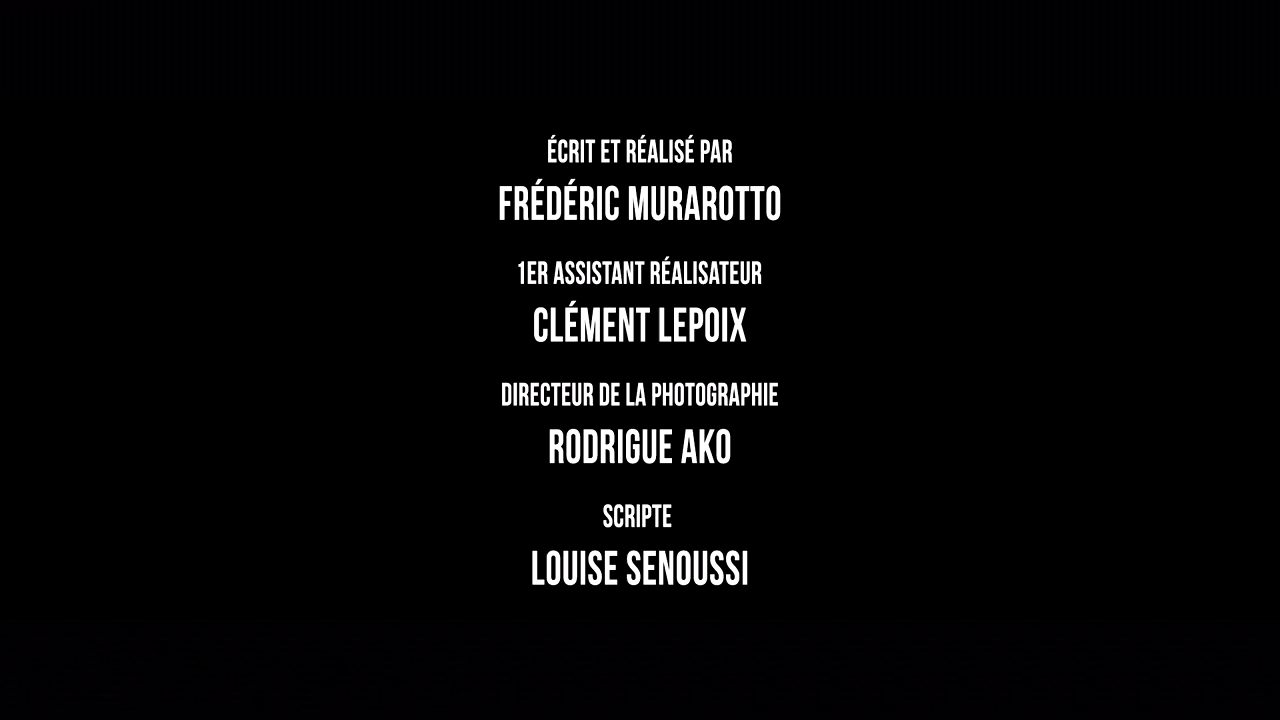 ÉCRIT ET RÉALISÉ PAR
FRÉDÉRIC MURAROTTO
1ER ASSISTANT RÉALISATEUR
CLÉMENT LEPOIX
DIRECTEUR DE LA PHOTOGRAPHIE
RODRIGUE AKO
SCRIPTE
LOUISE SENOUSSI